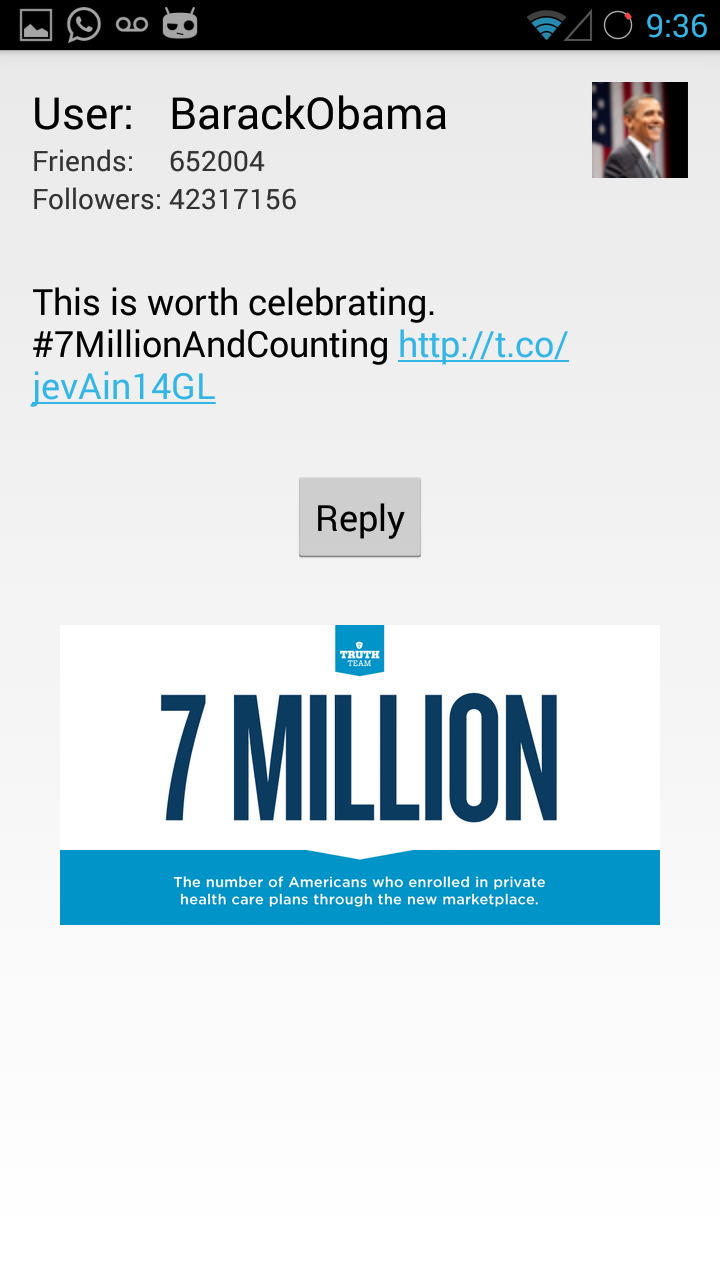 9:36
User: BarackObama
Friends: 652004
Followers: 42317156
This is worth celebrating.
#7MillionAndCounting http://t.co/
jevAin14GL
Reply
TRUTH
TEAM
7 MILLION
The number of Americans who enrolled in private
health care plans through the new marketplace.